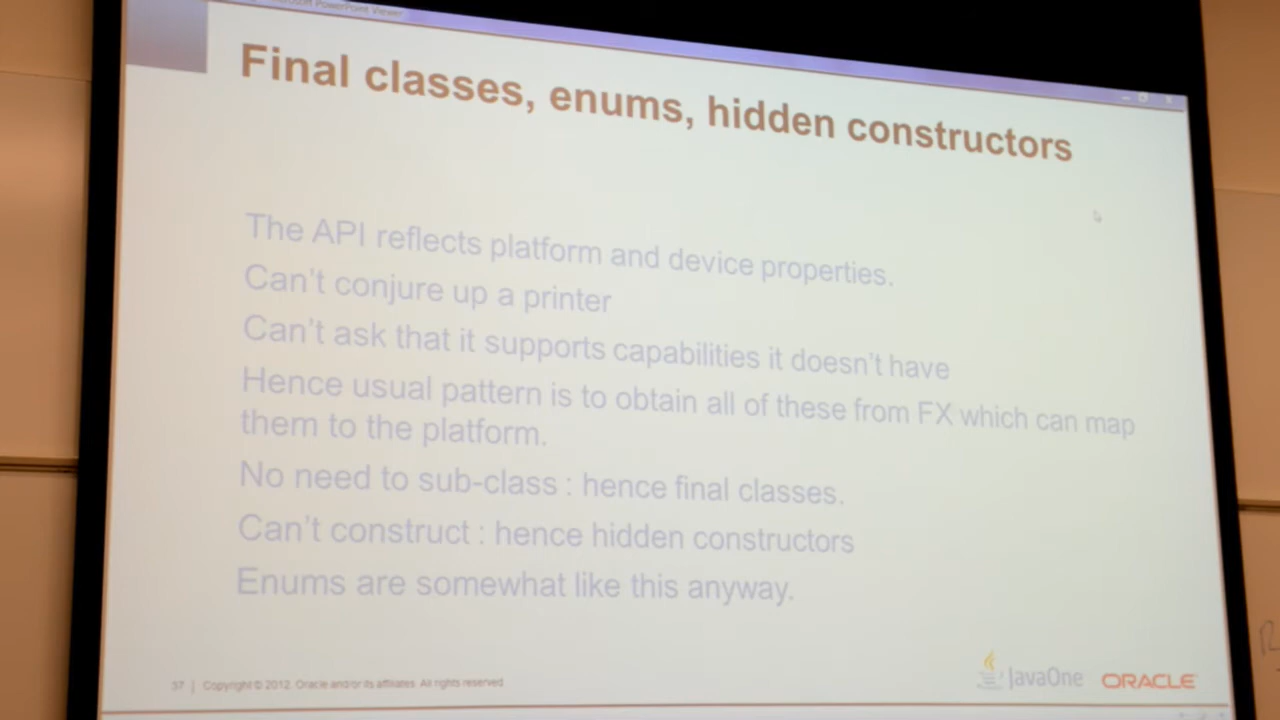 Microsoft PowerPoint Viewer
Final classes, enums, hidden constructors
The API reflects platform and device properties.
Can't conjure up a printer
Can't ask that it supports capabilities it doesn't have
Hence usual pattern is to obtain all of these from FX which can map
them to the platform.
No need to sub-class : hence final classes.
Can't construct : hence hidden constructors
Enums are somewhat like this anyway.
37 | Copyright © 2012, Oracle and/or its affiliates. All rights reserved.
JavaOne ORACLE